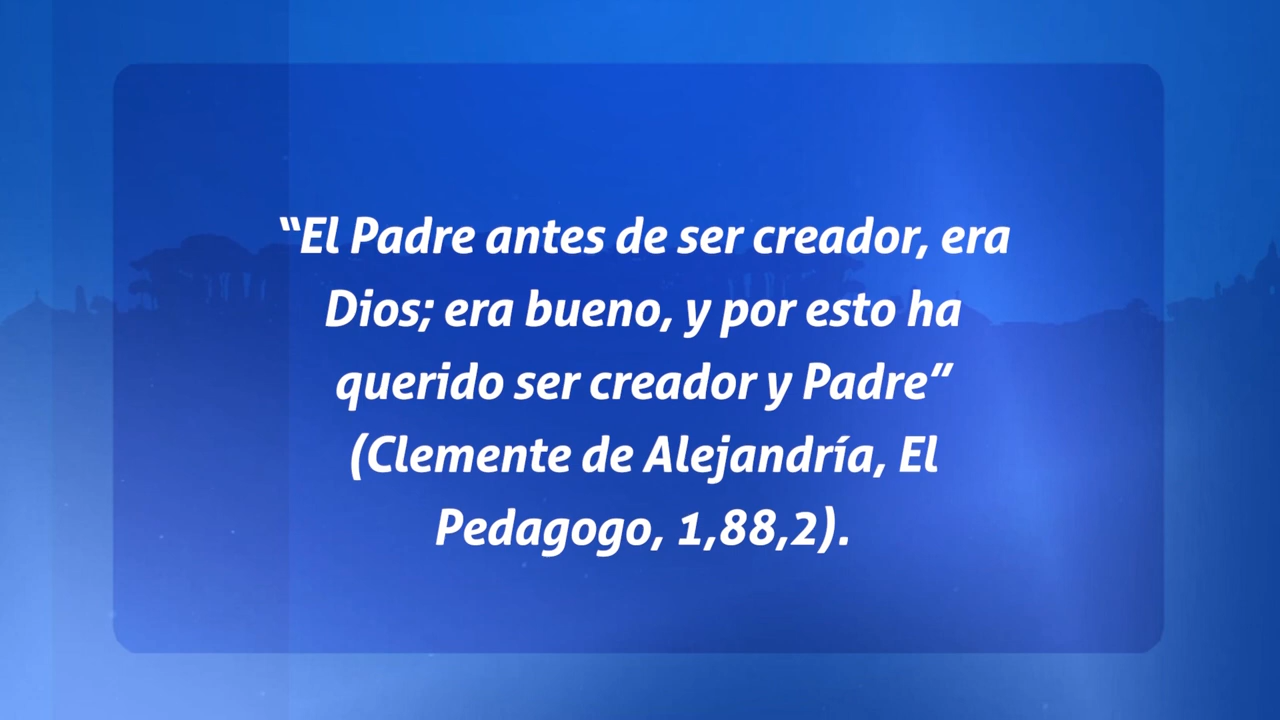 “El Padre antes de ser creador, era
Dios; era bueno, y por esto ha
querido ser creador y Padre”
(Clemente de Alejandría, El
Pedagogo, 1,88,2).